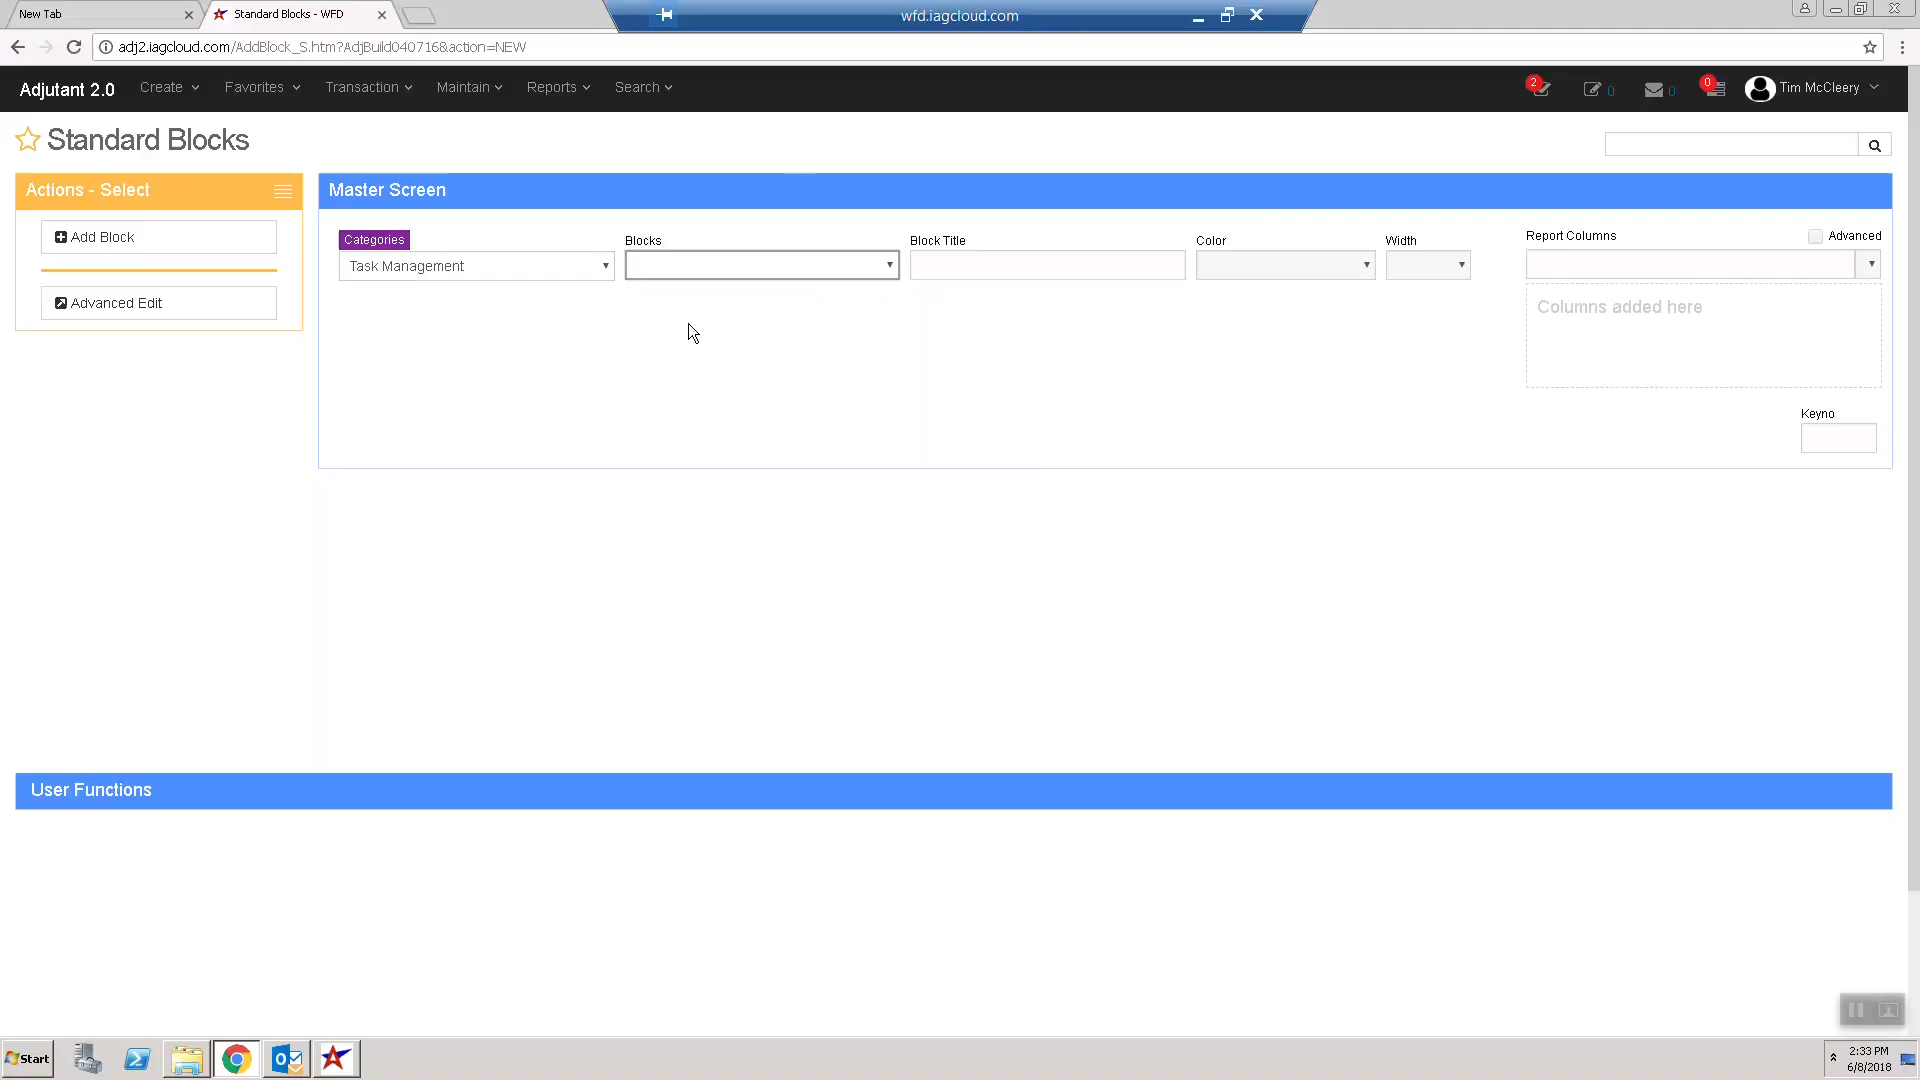 New Tab
Standard Blocks - WFD
wfd.iagcloud.com
adj2.iagcloud.com/AddBlock_S.htm?AdjBuild040716&action=NEW
Adjutant 2.0
Create
Favorites
Transaction
Maintain
Reports
Search
2
0
0
0
Tim McCleery
Standard Blocks
Actions - Select
Add Block
Advanced Edit
Master Screen
Categories
Blocks
Block Title
Color
Width
Report Columns
Advanced
Task Management
Columns added here
Keyno
User Functions
Start
2:33 PM
6/8/2018